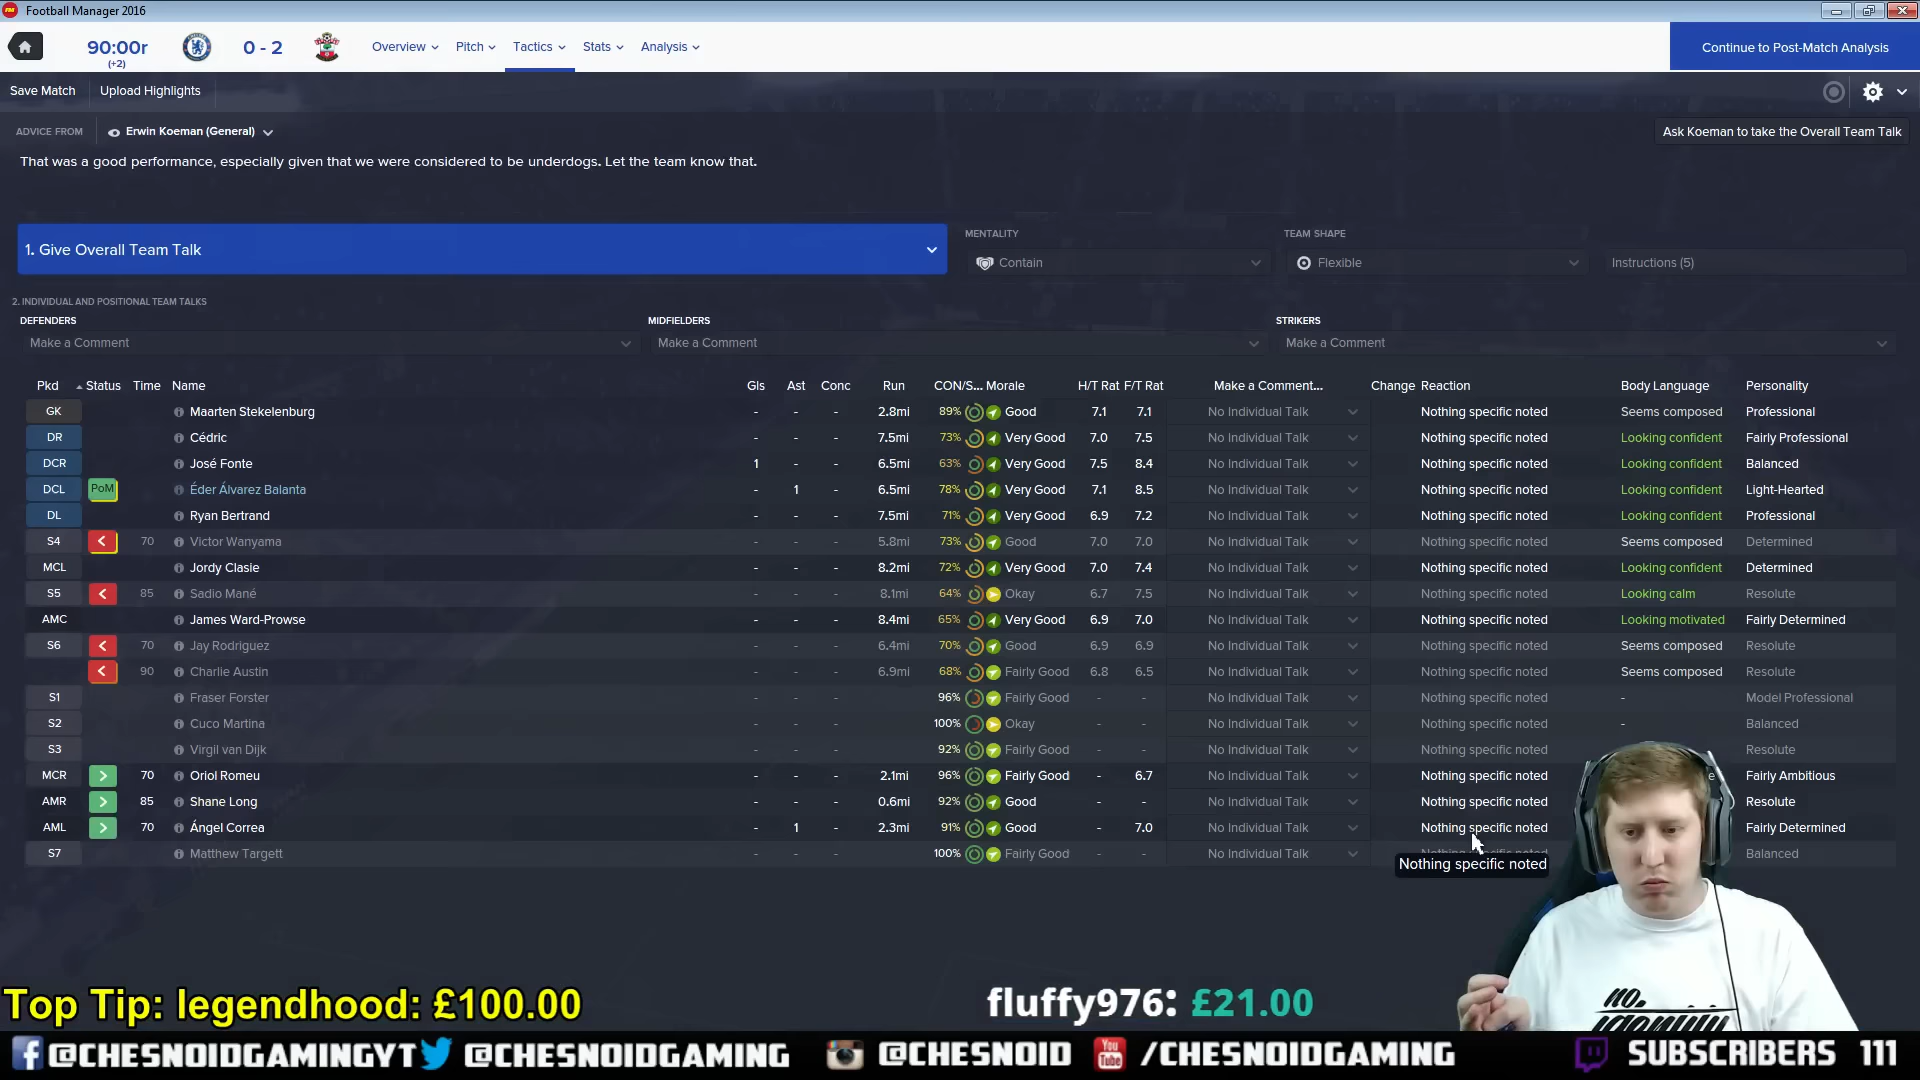 Football Manager 2016
90:00r
(+2)
0 - 2
Overview
Pitch
Tactics
Stats
Analysis
Continue to Post-Match Analysis
Save Match
Upload Highlights
ADVICE FROM
Erwin Koeman (General)
Ask Koeman to take the Overall Team Talk
That was a good performance, especially given that we were considered to be underdogs. Let the team know that.
1. Give Overall Team Talk
MENTALITY
Contain
TEAM SHAPE
Flexible
Instructions (5)
2. INDIVIDUAL AND POSITIONAL TEAM TALKS
DEFENDERS
MIDFIELDERS
STRIKERS
Make a Comment
Make a Comment
Make a Comment
Pkd Status Time Name Gls Ast Conc Run CON/S... Morale H/T Rat F/T Rat Make a Comment... Change Reaction Body Language Personality
GK Maarten Stekelenburg - - - 2.8mi 89% Good 7.1 7.1 No Individual Talk Nothing specific noted Seems composed Professional
DR Cédric - - - 7.5mi 73% Very Good 7.0 7.5 No Individual Talk Nothing specific noted Looking confident Fairly Professional
DCR José Fonte 1 - - 6.5mi 63% Very Good 7.5 8.4 No Individual Talk Nothing specific noted Looking confident Balanced
DCL PoM Éder Álvarez Balanta - 1 - 6.5mi 78% Very Good 7.1 8.5 No Individual Talk Nothing specific noted Looking confident Light-Hearted
DL Ryan Bertrand - - - 7.5mi 71% Very Good 6.9 7.2 No Individual Talk Nothing specific noted Looking confident Professional
S4 70 Victor Wanyama - - - 5.8mi 73% Good 7.0 7.0 No Individual Talk Nothing specific noted Seems composed Determined
MCL Jordy Clasie - - - 8.2mi 72% Very Good 7.0 7.4 No Individual Talk Nothing specific noted Looking confident Determined
S5 85 Sadio Mané - - - 8.1mi 64% Okay 6.7 7.5 No Individual Talk Nothing specific noted Looking calm Resolute
AMC James Ward-Prowse - - - 8.4mi 65% Very Good 6.9 7.0 No Individual Talk Nothing specific noted Looking motivated Fairly Determined
S6 70 Jay Rodriguez - - - 6.4mi 70% Good 6.9 6.9 No Individual Talk Nothing specific noted Seems composed Resolute
90 Charlie Austin - - - 6.9mi 68% Fairly Good 6.8 6.5 No Individual Talk Nothing specific noted Seems composed Resolute
S1 Fraser Forster 96% Fairly Good - - No Individual Talk Nothing specific noted - Model Professional
S2 Cuco Martina 100% Okay - - No Individual Talk Nothing specific noted - Balanced
S3 Virgil van Dijk 92% Fairly Good - - No Individual Talk Nothing specific noted Resolute
MCR 70 Oriol Romeu - - - 2.1mi 96% Fairly Good - 6.7 No Individual Talk Nothing specific noted Fairly Ambitious
AMR 85 Shane Long - - - 0.6mi 92% Good - - No Individual Talk Nothing specific noted Resolute
AML 70 Ángel Correa - 1 - 2.3mi 91% Good - 7.0 No Individual Talk Nothing specific noted Fairly Determined
S7 Matthew Targett 100% Fairly Good - - No Individual Talk Nothing specific noted Balanced
Nothing specific noted
Top Tip: legendhood: £100.00
fluffy976: £21.00
@CHESNOIDGAMINGYT @CHESNOIDGAMING @CHESNOID You Tube /CHESNOIDGAMING SUBSCRIBERS 111